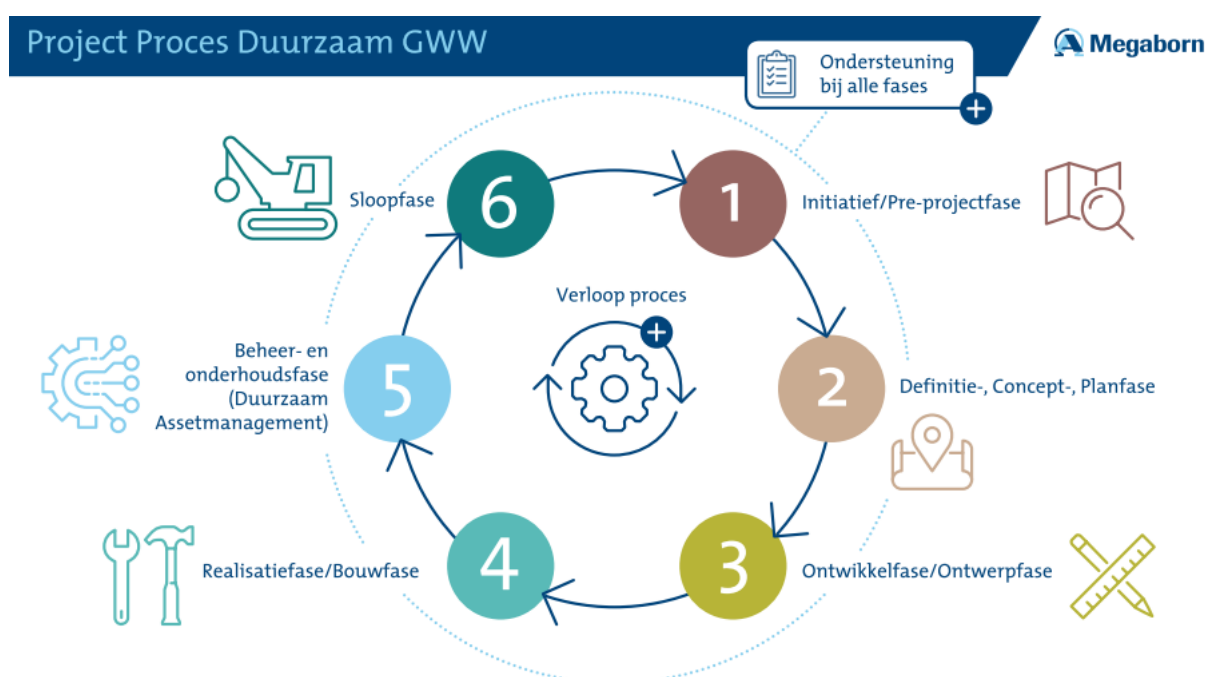 Project Proces Duurzaam GWW
Megaborn
Ondersteuning
bij alle fases
6
1
Sloopfase
Initiatief/Pre-projectfase
Verloop proces
Beheer- en
onderhoudsfase
(Duurzaam
Assetmanagement)
5
2
Definitie-, Concept-, Planfase
Realisatiefase/Bouwfase
4
3
Ontwikkelfase/Ontwerpfase